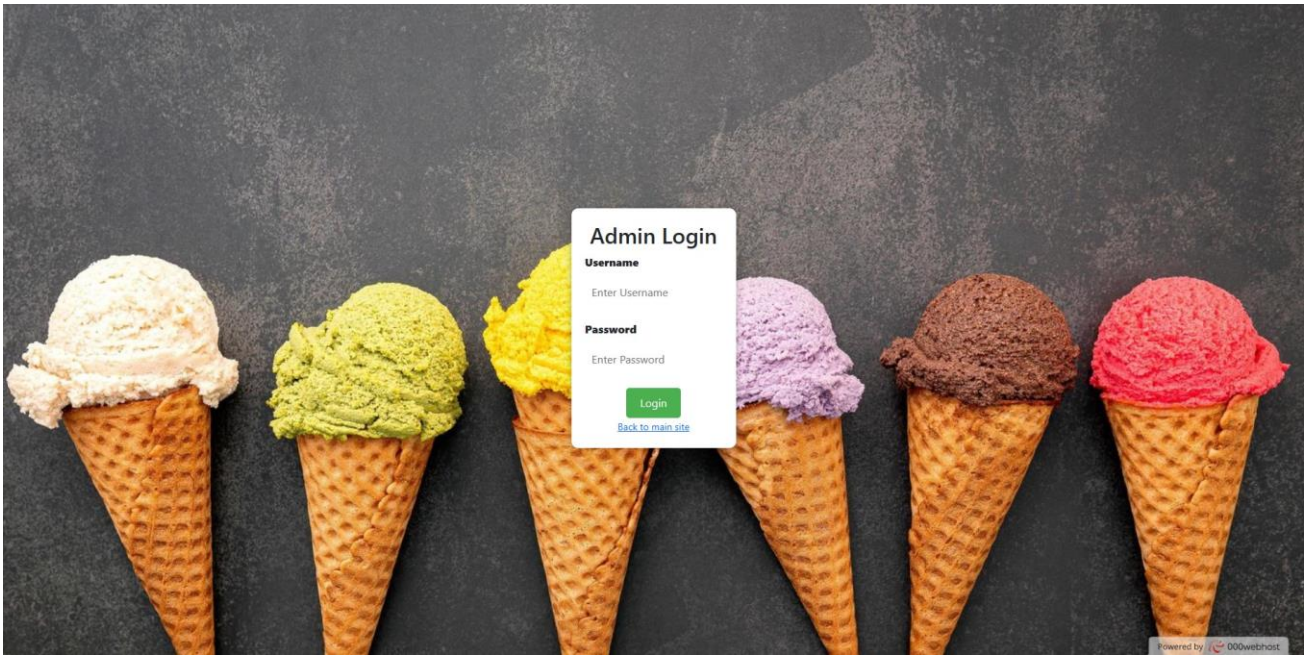 Admin Login
Username
Enter Username
Password
Enter Password
Login
Back to main site
Powered by 000webhost